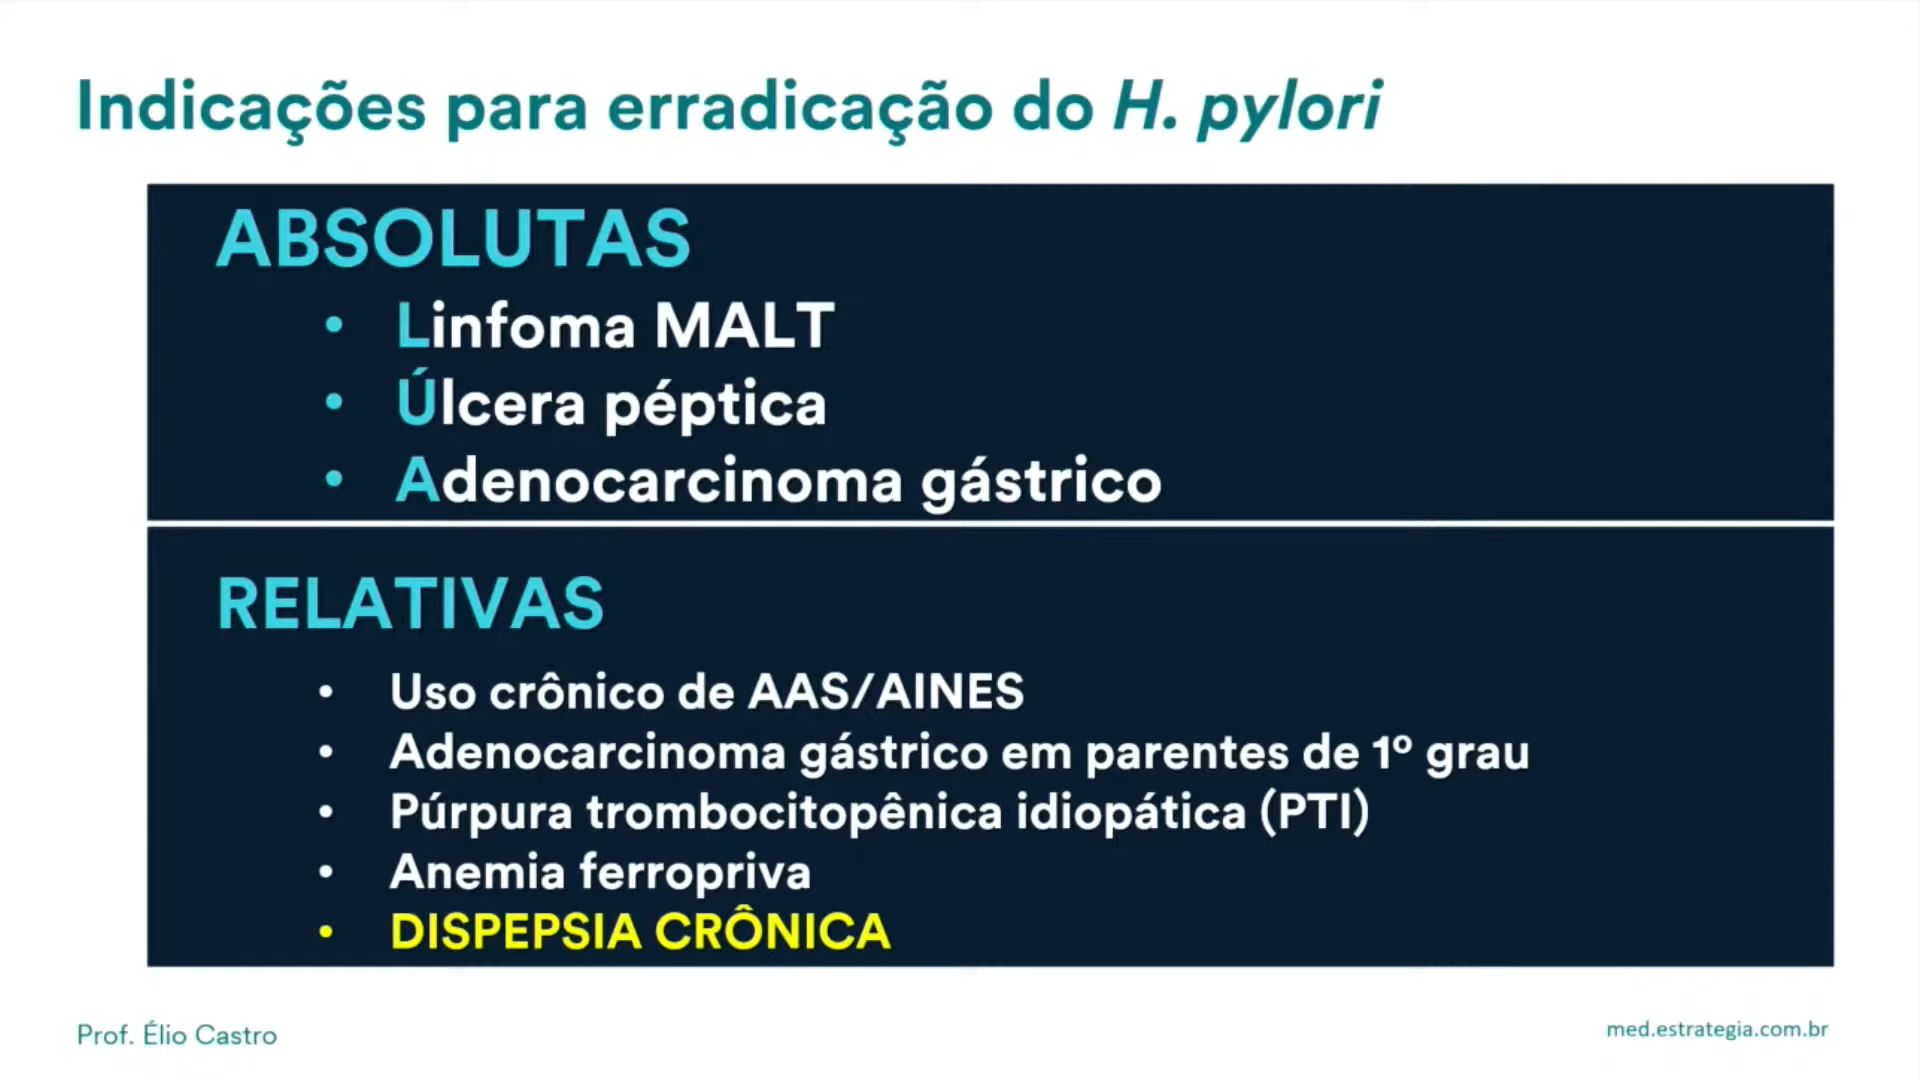 Indicações para erradicação do H. pylori
ABSOLUTAS
• Linfoma MALT
• Úlcera péptica
• Adenocarcinoma gástrico
RELATIVAS
• Uso crônico de AAS/AINES
• Adenocarcinoma gástrico em parentes de 1º grau
• Púrpura trombocitopênica idiopática (PTI)
• Anemia ferropriva
• DISPEPSIA CRÔNICA
Prof. Élio Castro
med.estrategia.com.br